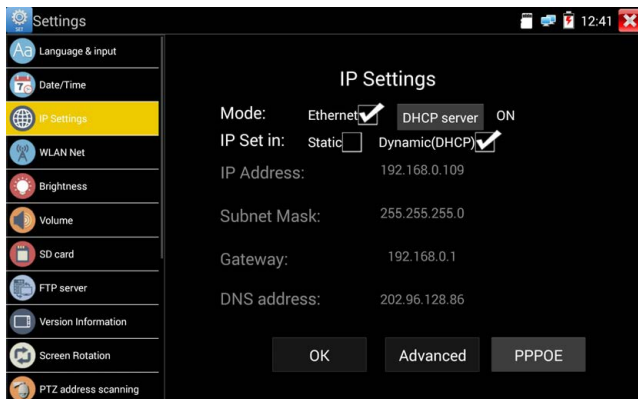 SET
Settings
12:41
Aa
Language & input
7
Date/Time
IP Settings
WLAN Net
Brightness
Volume
SD card
FTP server
Version Information
Screen Rotation
PTZ address scanning
IP Settings
Mode: Ethernet DHCP server ON
IP Set in: Static Dynamic(DHCP)
IP Address: 192.168.0.109
Subnet Mask: 255.255.255.0
Gateway: 192.168.0.1
DNS address: 202.96.128.86
OK Advanced PPPOE